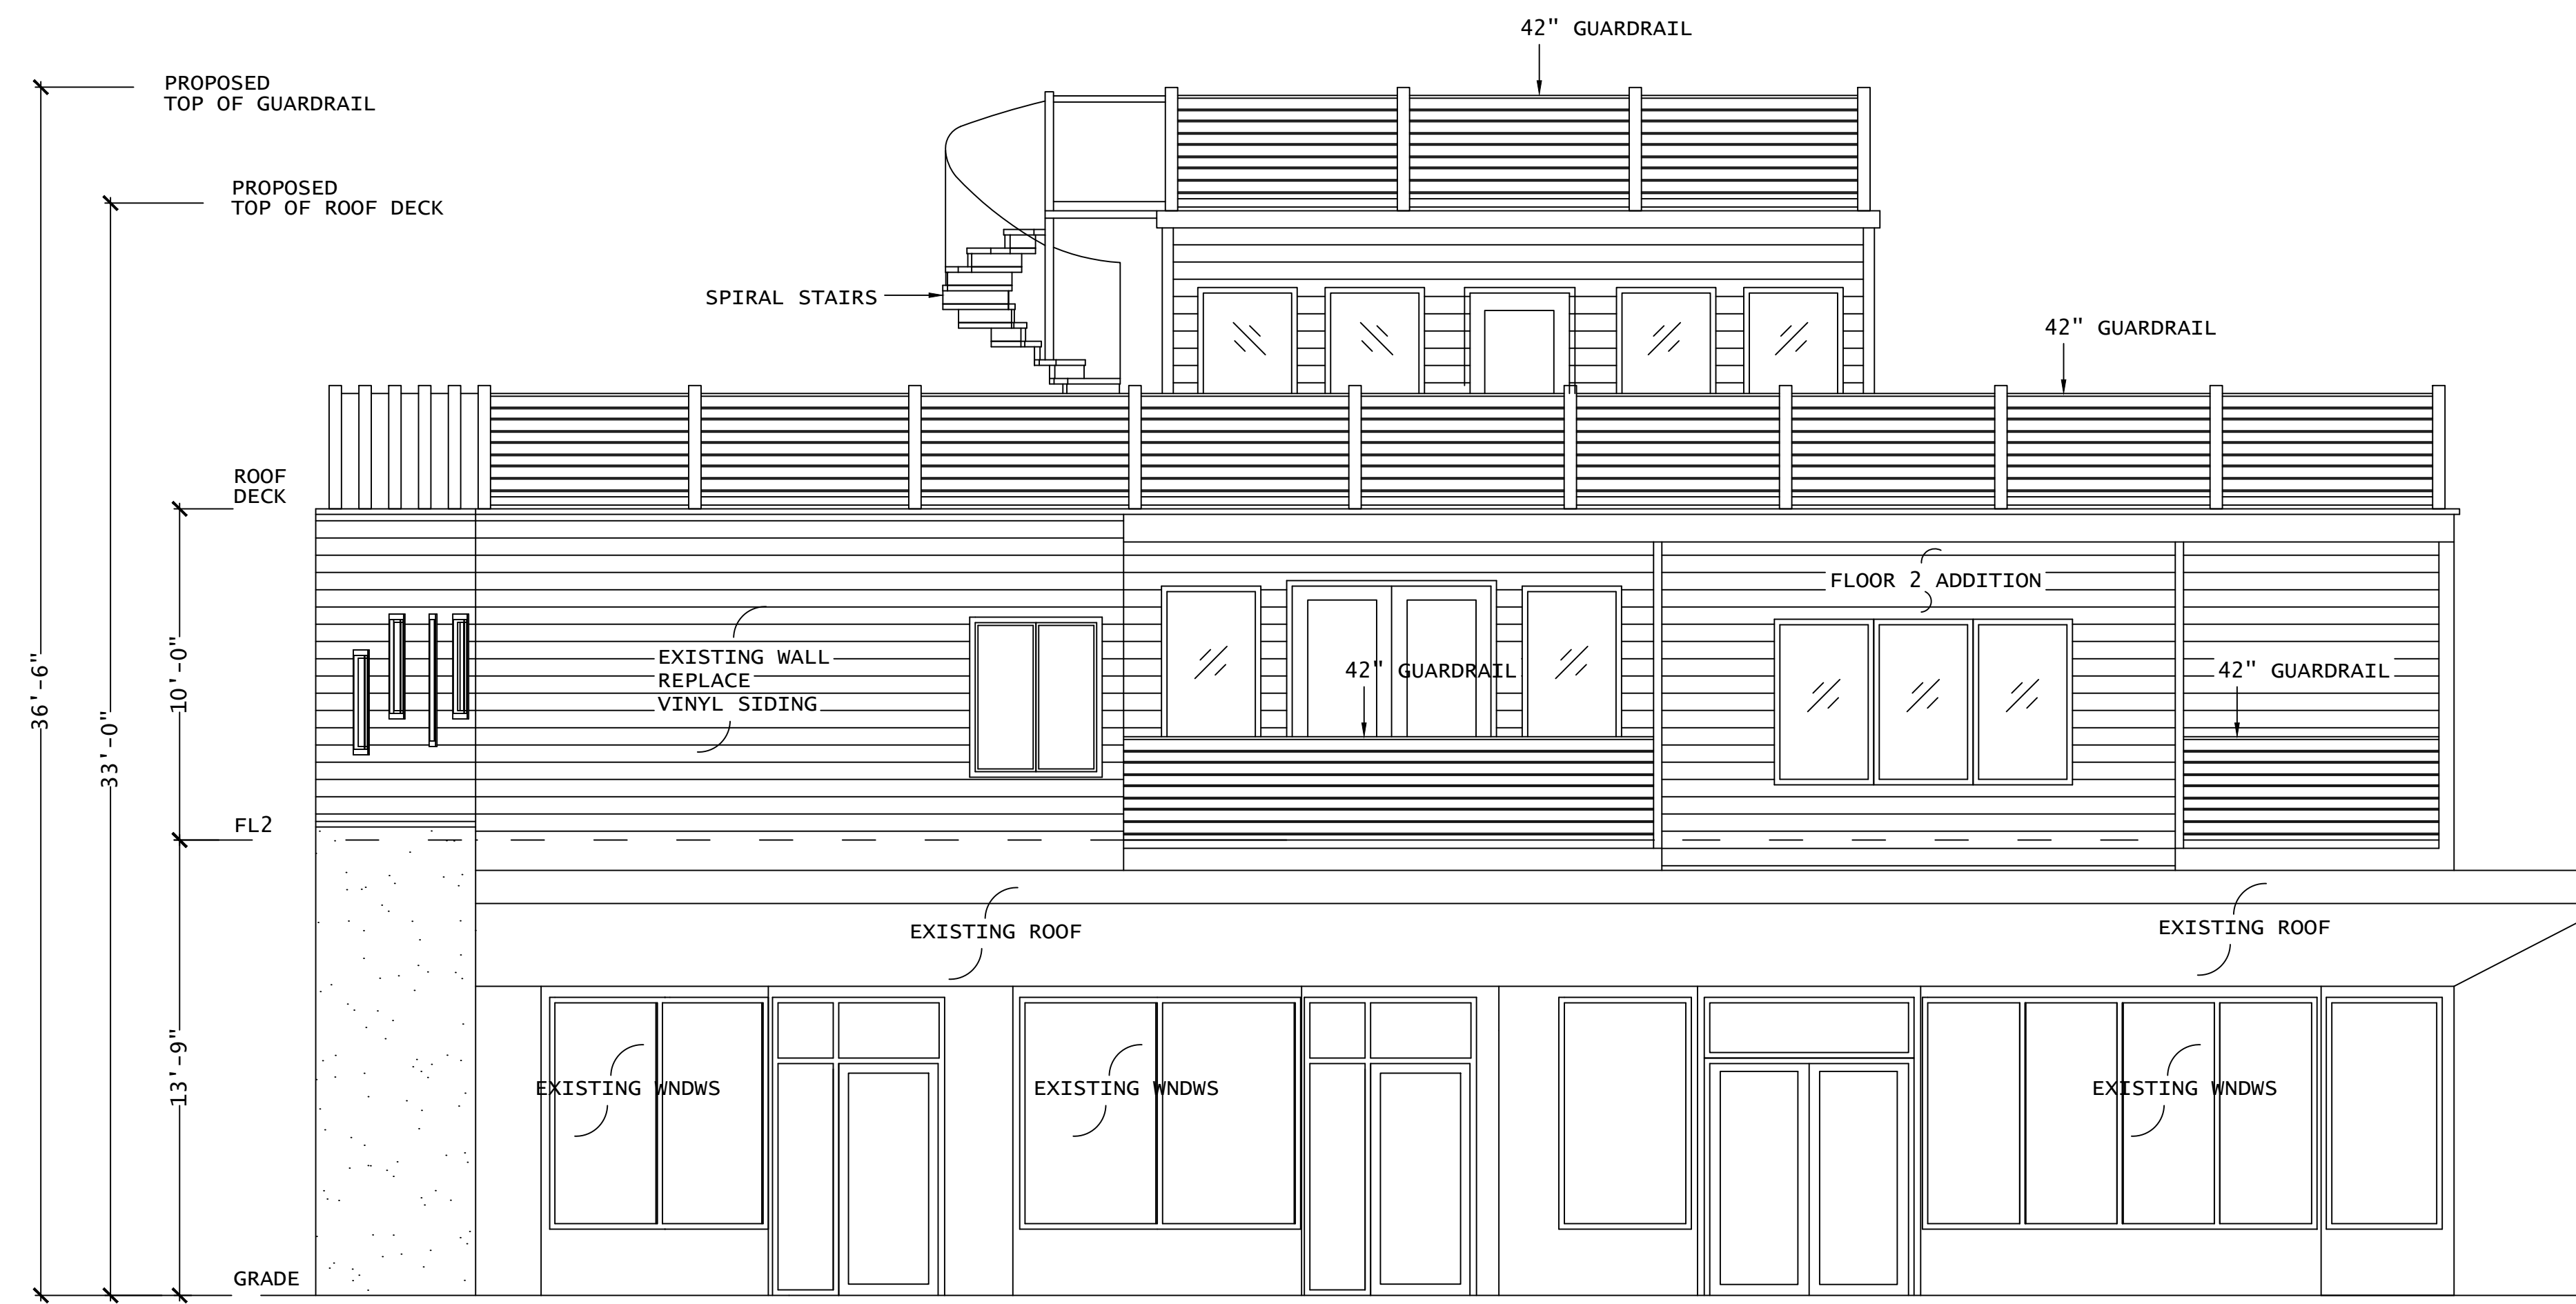 42" GUARDRAIL
PROPOSED
TOP OF GUARDRAIL
PROPOSED
TOP OF ROOF DECK
SPIRAL STAIRS
42" GUARDRAIL
ROOF
DECK
FLOOR 2 ADDITION
EXISTING WALL
REPLACE
VINYL SIDING
42" GUARDRAIL
42" GUARDRAIL
36'-6"
33'-0"
10'-0"
FL2
EXISTING ROOF
EXISTING ROOF
13'-9"
EXISTING WNDWS
EXISTING WNDWS
EXISTING WNDWS
GRADE